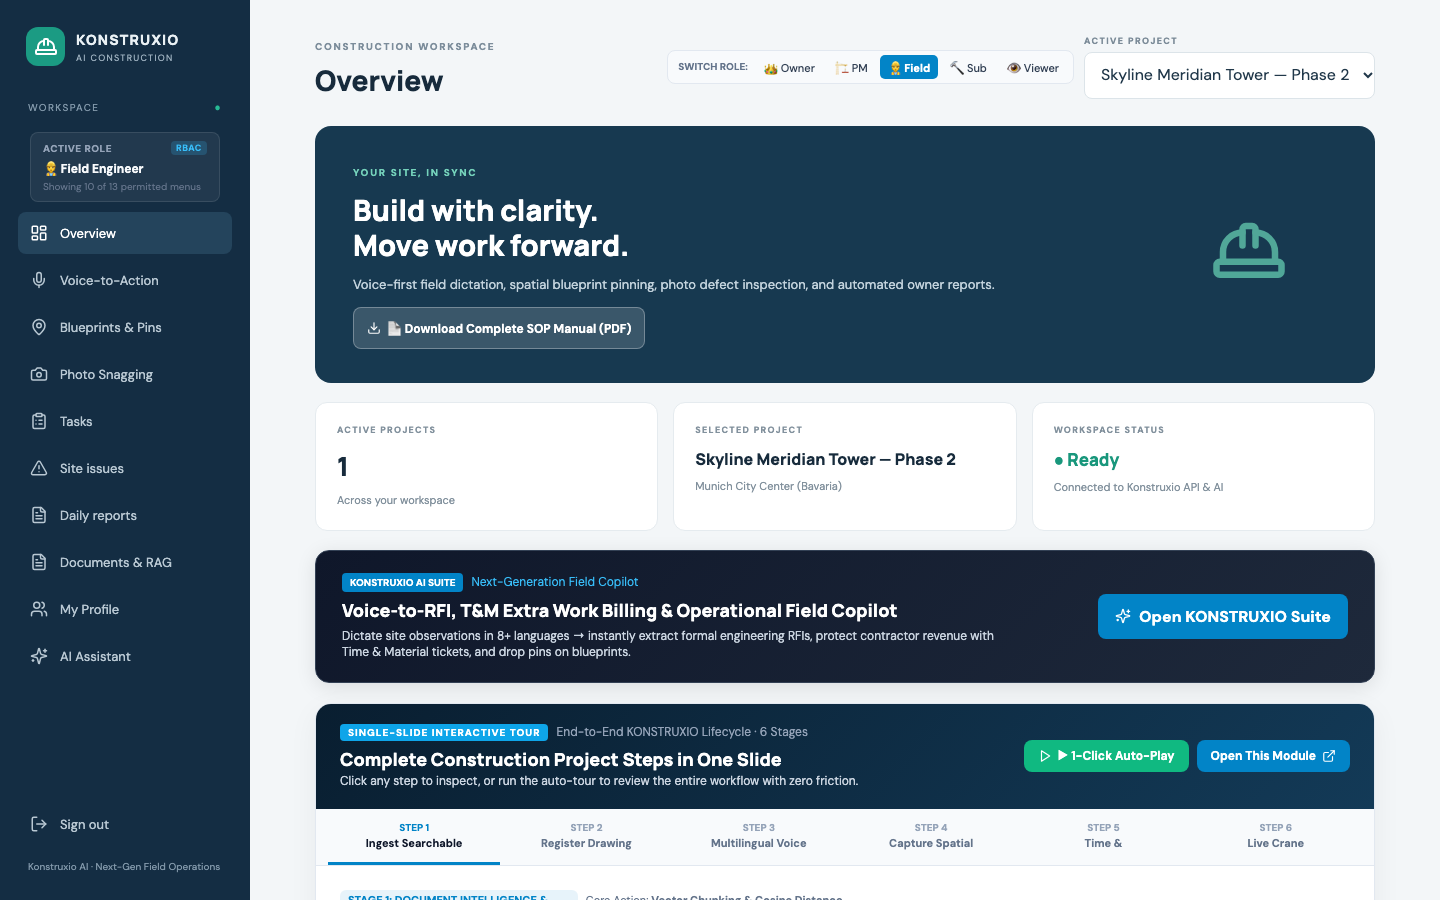 KONSTRUXIO
AI CONSTRUCTION
WORKSPACE
ACTIVE ROLE
RBAC
Field Engineer
Showing 10 of 13 permitted menus
Overview
Voice-to-Action
Blueprints & Pins
Photo Snagging
Tasks
Site issues
Daily reports
Documents & RAG
My Profile
AI Assistant
Sign out
Konstruxio AI · Next-Gen Field Operations
CONSTRUCTION WORKSPACE
Overview
SWITCH ROLE:
Owner
PM
Field
Sub
Viewer
ACTIVE PROJECT
Skyline Meridian Tower — Phase 2
YOUR SITE, IN SYNC
Build with clarity.
Move work forward.
Voice-first field dictation, spatial blueprint pinning, photo defect inspection, and automated owner reports.
Download Complete SOP Manual (PDF)
ACTIVE PROJECTS
1
Across your workspace
SELECTED PROJECT
Skyline Meridian Tower — Phase 2
Munich City Center (Bavaria)
WORKSPACE STATUS
● Ready
Connected to Konstruxio API & AI
KONSTRUXIO AI SUITE
Next-Generation Field Copilot
Voice-to-RFI, T&M Extra Work Billing & Operational Field Copilot
Dictate site observations in 8+ languages → instantly extract formal engineering RFIs, protect contractor revenue with
Time & Material tickets, and drop pins on blueprints.
Open KONSTRUXIO Suite
SINGLE-SLIDE INTERACTIVE TOUR
End-to-End KONSTRUXIO Lifecycle · 6 Stages
Complete Construction Project Steps in One Slide
Click any step to inspect, or run the auto-tour to review the entire workflow with zero friction.
▶ 1-Click Auto-Play
Open This Module
STEP 1
Ingest Searchable
STEP 2
Register Drawing
STEP 3
Multilingual Voice
STEP 4
Capture Spatial
STEP 5
Time &
STEP 6
Live Crane
STAGE 1: DOCUMENT INTELLIGENCE &
Core Action: Vector Chunking & Cosine Distance